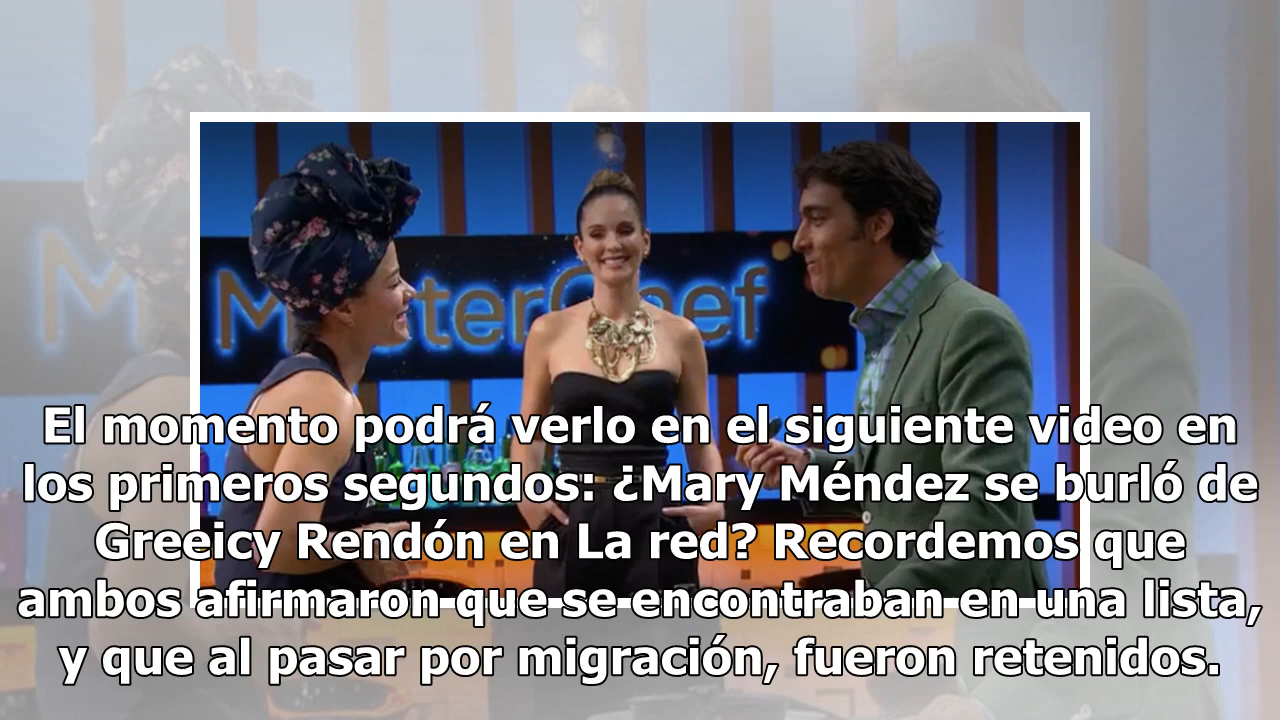 MasterChef
El momento podrá verlo en el siguiente video en
los primeros segundos: ¿Mary Méndez se burló de
Greeicy Rendón en La red? Recordemos que
ambos afirmaron que se encontraban en una lista,
y que al pasar por migración, fueron retenidos.